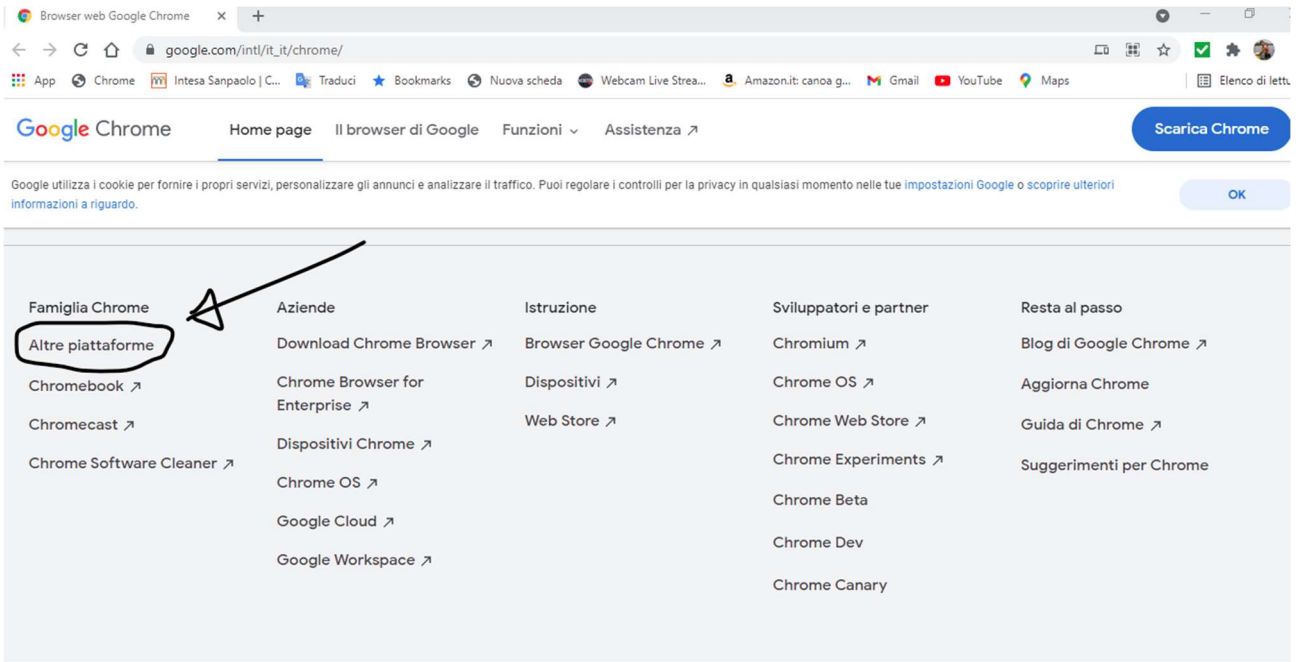 Browser web Google Chrome
google.com/intl/it_it/chrome/
App Chrome Intesa Sanpaolo | C... Traduci Bookmarks Nuova scheda Webcam Live Strea... Amazon.it: canoa g... Gmail YouTube Maps Elenco di lettu
Google Chrome Home page Il browser di Google Funzioni Assistenza Scarica Chrome
Google utilizza i cookie per fornire i propri servizi, personalizzare gli annunci e analizzare il traffico. Puoi regolare i controlli per la privacy in qualsiasi momento nelle tue impostazioni Google o scoprire ulteriori
informazioni a riguardo.
OK
Famiglia Chrome
Altre piattaforme
Chromebook
Chromecast
Chrome Software Cleaner
Aziende
Download Chrome Browser
Chrome Browser for
Enterprise
Dispositivi Chrome
Chrome OS
Google Cloud
Google Workspace
Istruzione
Browser Google Chrome
Dispositivi
Web Store
Sviluppatori e partner
Chromium
Chrome OS
Chrome Web Store
Chrome Experiments
Chrome Beta
Chrome Dev
Chrome Canary
Resta al passo
Blog di Google Chrome
Aggiorna Chrome
Guida di Chrome
Suggerimenti per Chrome